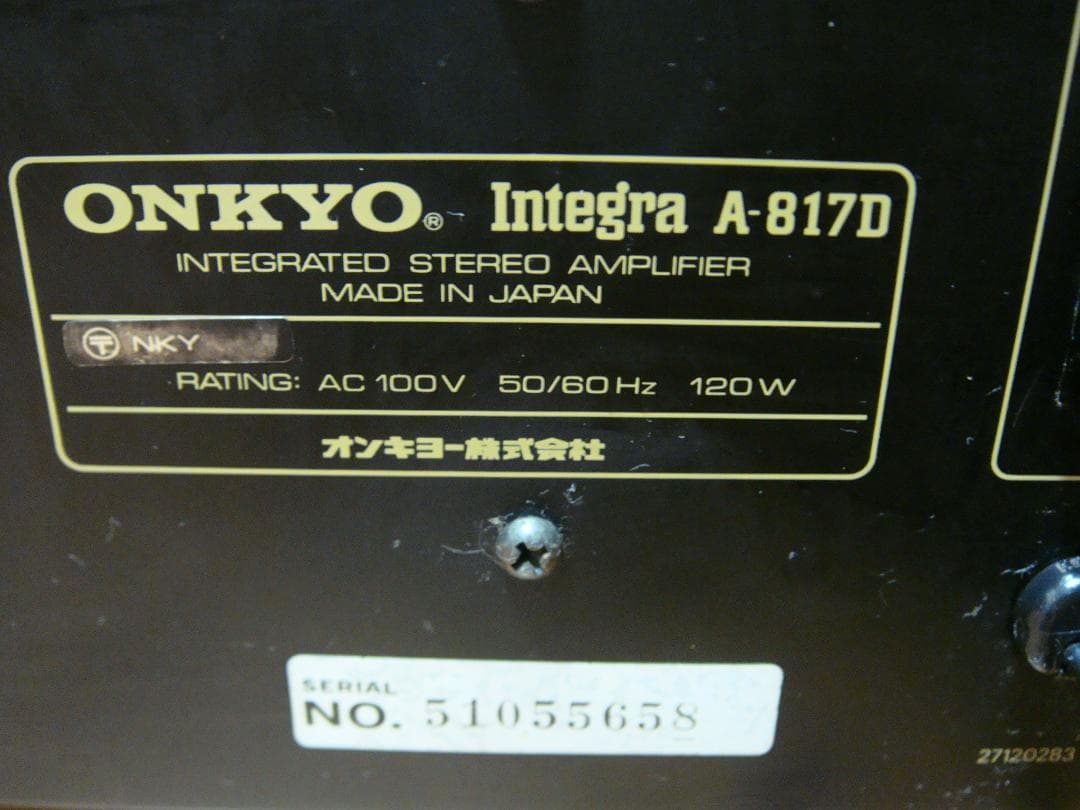 ONKYO® Integra A-817D
INTEGRATED STEREO AMPLIFIER
MADE IN JAPAN
〒 NKY
RATING: AC 100V 50/60Hz 120W
オンキヨー株式会社
SERIAL
NO. 51055658
27120283